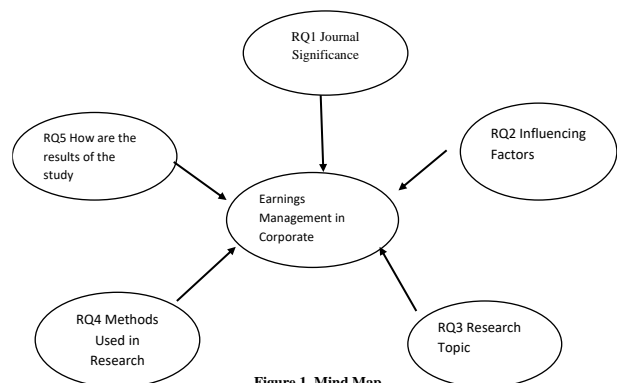 RQ1 Journal
Significance
RQ5 How are the
results of the
study
RQ2 Influencing
Factors
Earnings
Management in
Corporate
RQ4 Methods
Used in
Research
RQ3 Research
Topic
Figure 1. Mind Map